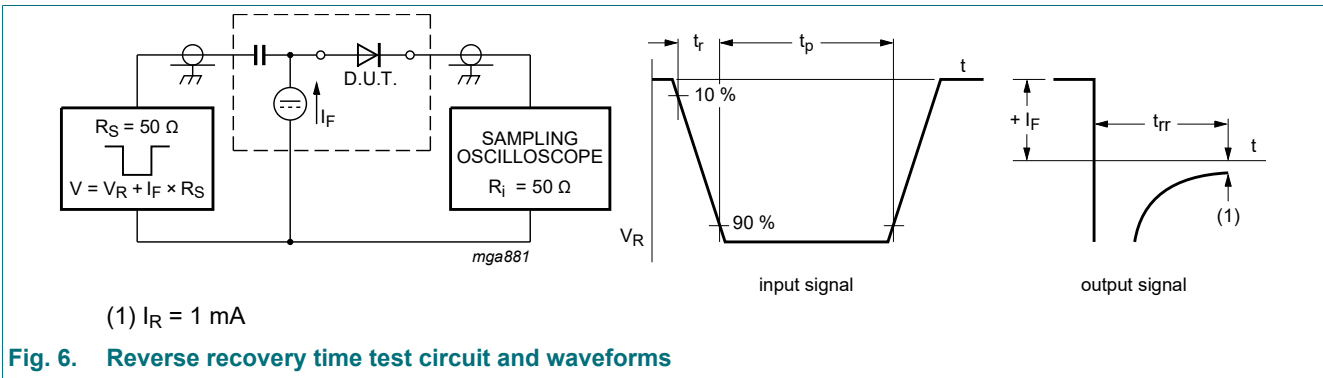 D.U.T.
I_F
R_S = 50 Ω
V = V_R + I_F × R_S
SAMPLING
OSCILLOSCOPE
R_i = 50 Ω
mga881
t_r
t_p
t
10 %
90 %
V_R
input signal
+ I_F
t_rr
t
(1)
output signal
(1) I_R = 1 mA
Fig. 6. Reverse recovery time test circuit and waveforms